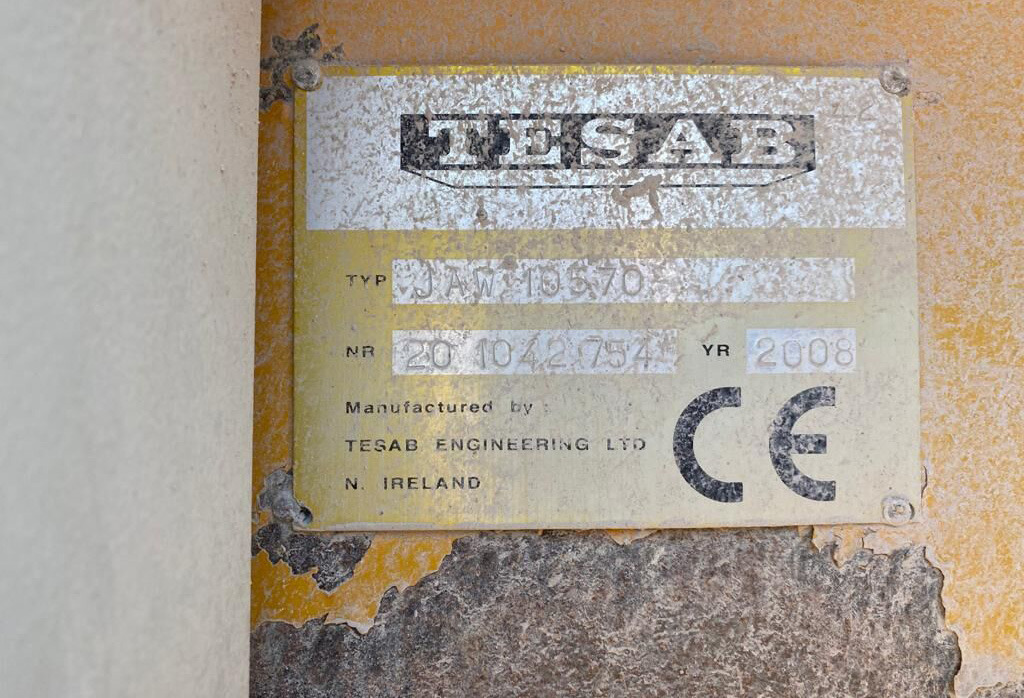 TESAB
TYP JAW 10570
NR 20 1042 754 YR 2008
Manufactured by :
TESAB ENGINEERING LTD
N. IRELAND
CE